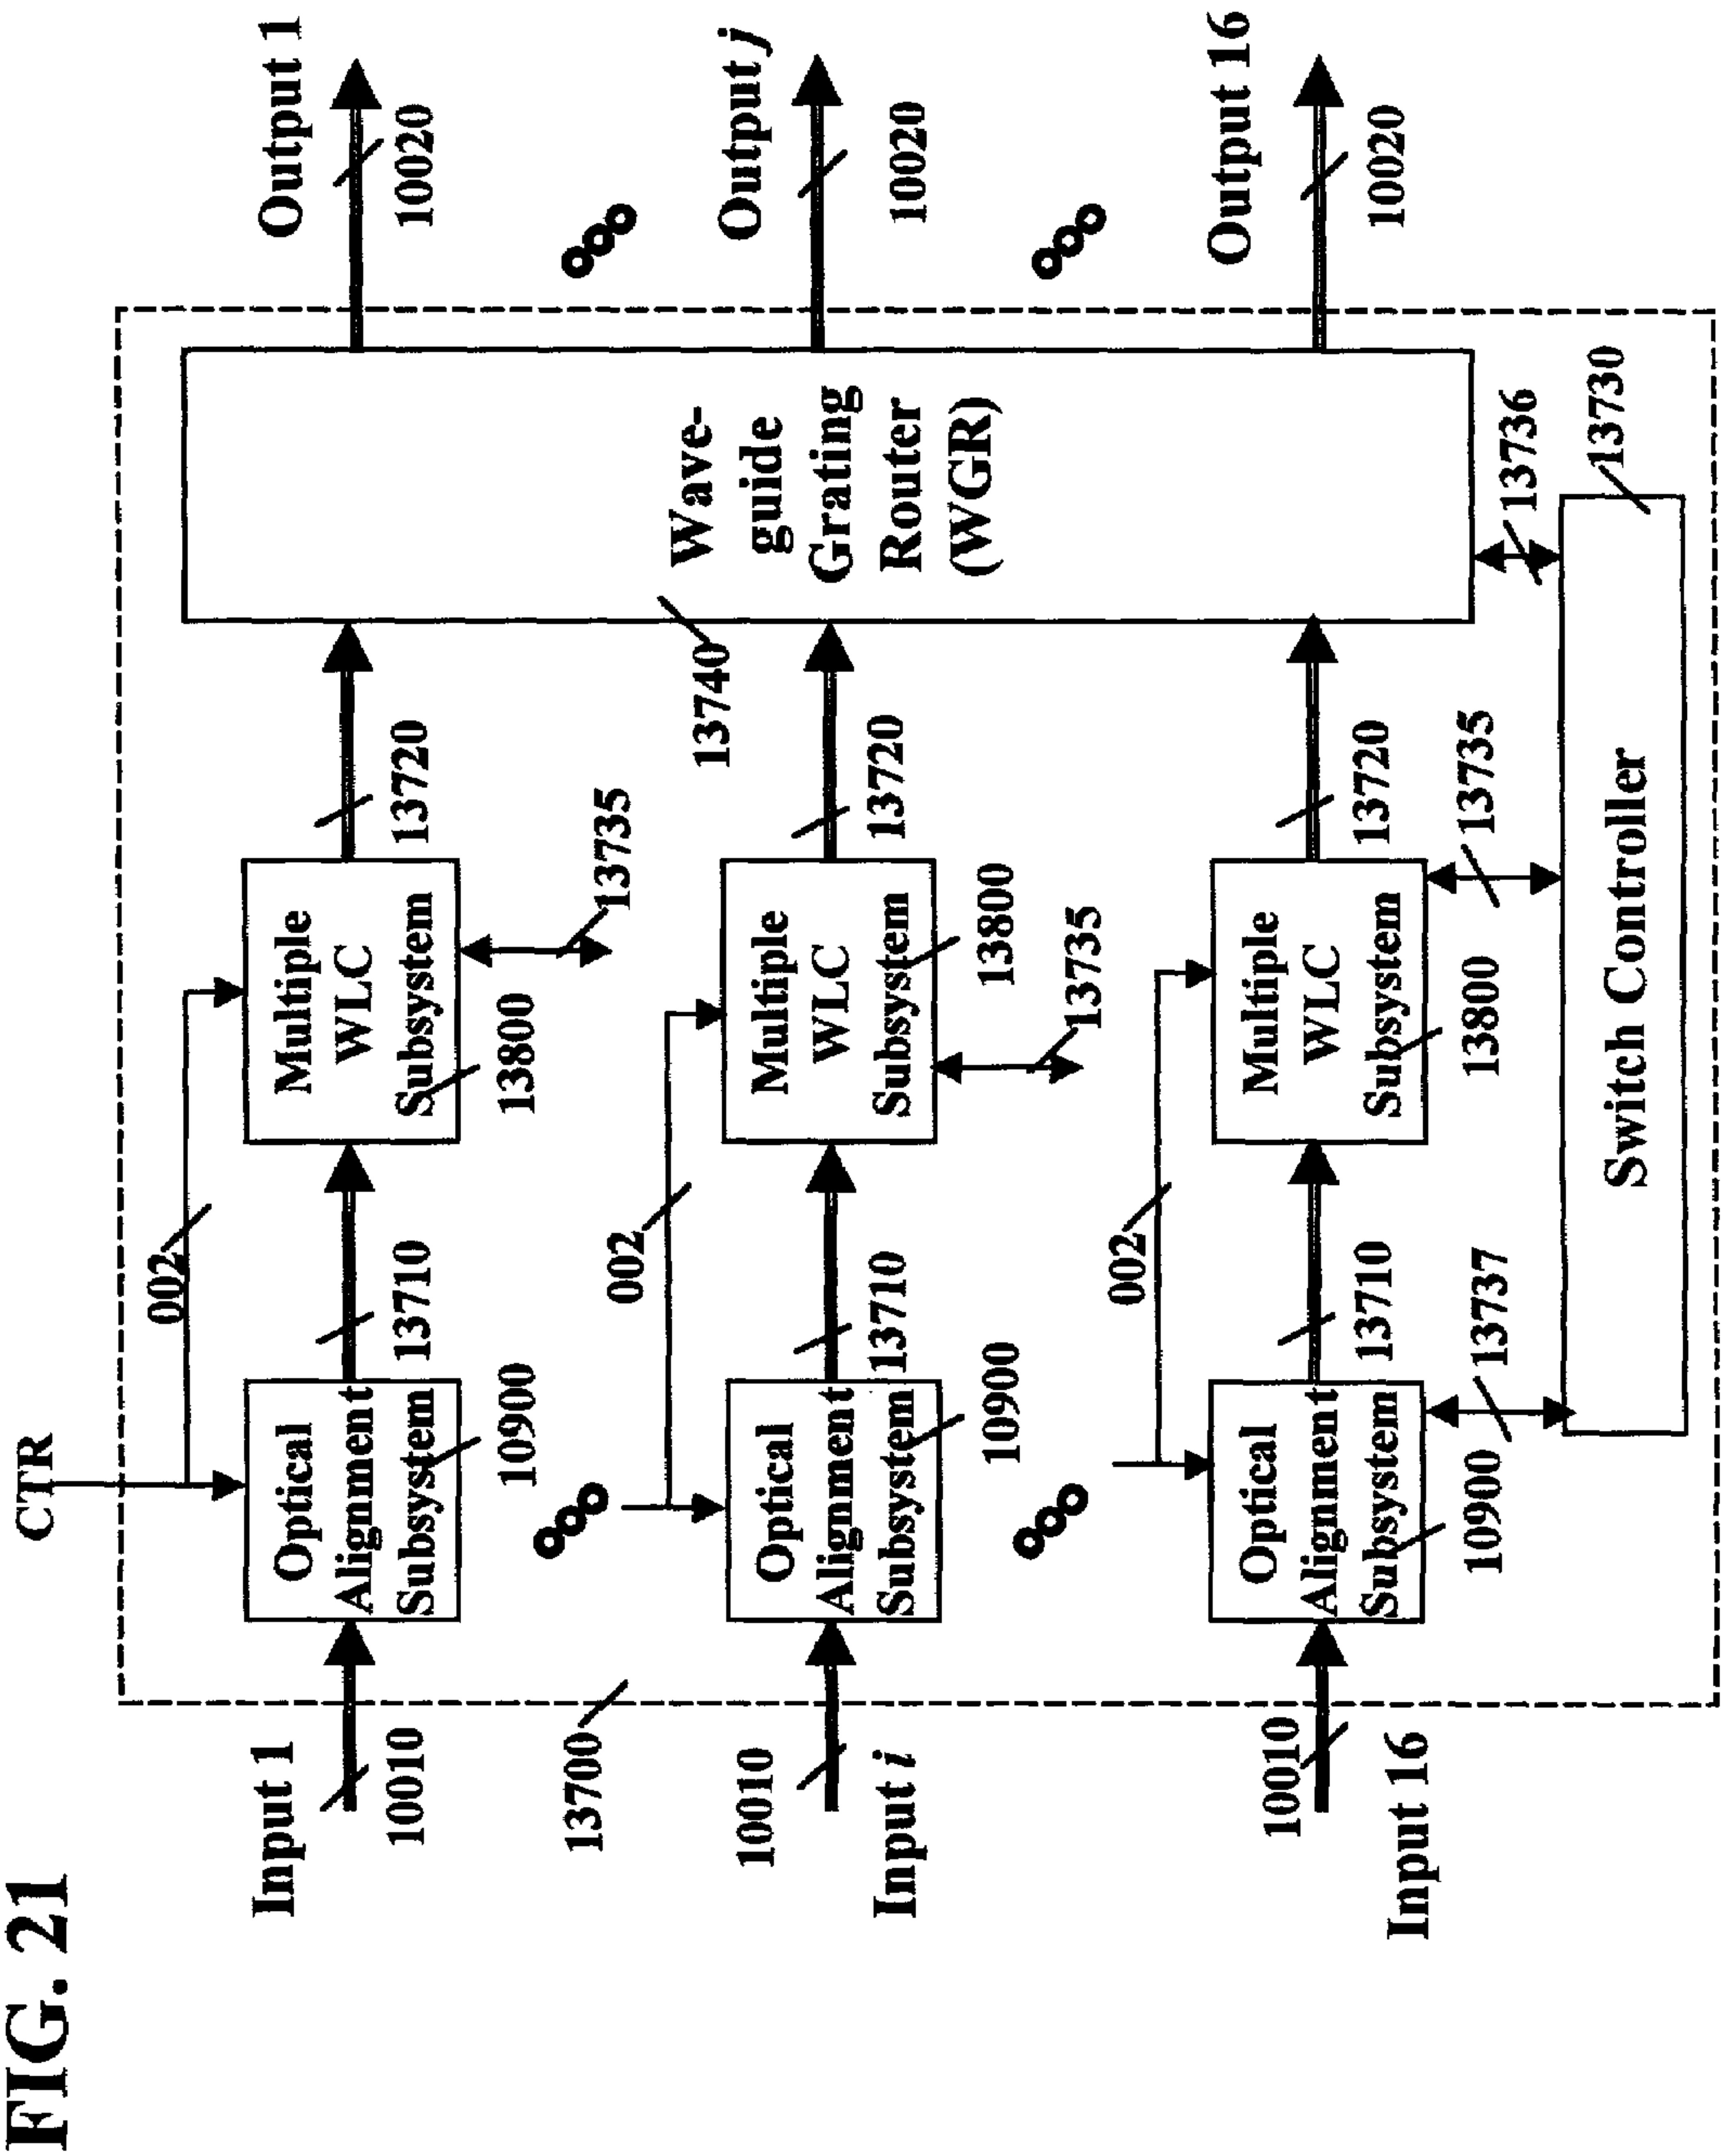 FIG. 21
CTR
Input 1
10010
Optical
Alignment
Subsystem
10900
002
13710
Multiple
WLC
Subsystem
13800
13735
13720
Output 1
10020
13700
10010
Input i
Optical
Alignment
Subsystem
10900
002
13710
Multiple
WLC
Subsystem
13800
13735
13720
13740
Wave-
guide
Grating
Router
(WGR)
Output j
10020
10010
Input 16
Optical
Alignment
Subsystem
10900
002
13710
Multiple
WLC
Subsystem
13800
13720
Output 16
10020
13737
13735
13736
13730
Switch Controller